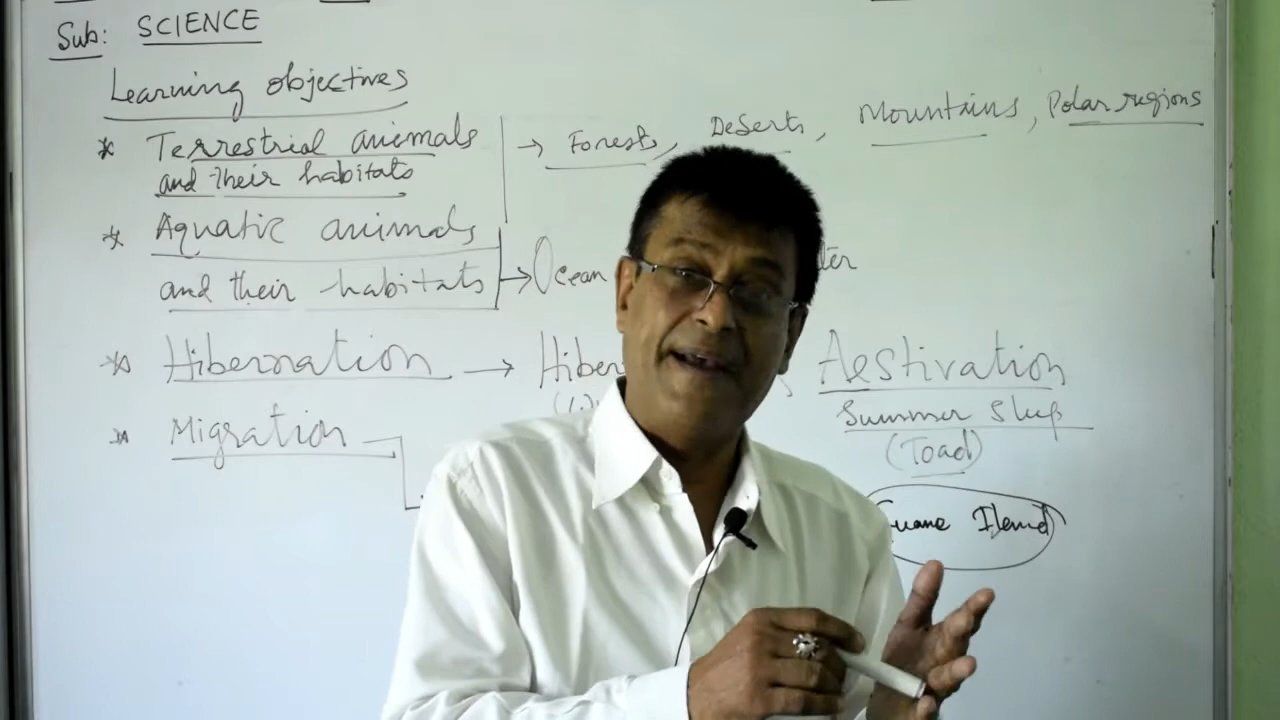 Sub: SCIENCE
Learning objectives
* Terrestrial animals → Forests, Deserts, Mountains, Polar regions
and their habitats
* Aquatic animals
and their habitats → Ocean ter
* Hibernation → Hiber Aestivation
Summer Sleep
(Toad)
* Migration